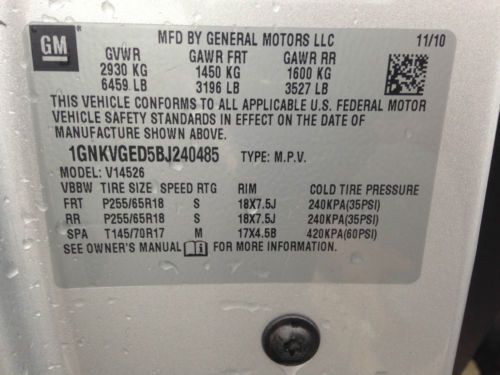 GM
MFD BY GENERAL MOTORS LLC 11/10
GVWR GAWR FRT GAWR RR
2930 KG 1450 KG 1600 KG
6459 LB 3196 LB 3527 LB
THIS VEHICLE CONFORMS TO ALL APPLICABLE U.S. FEDERAL MOTOR
VEHICLE SAFETY STANDARDS IN EFFECT ON THE DATE OF
MANUFACTURE SHOWN ABOVE.
1GNKVGED5BJ240485 TYPE: M.P.V.
MODEL: V14526
VBBW TIRE SIZE SPEED RTG RIM COLD TIRE PRESSURE
FRT P255/65R18 S 18X7.5J 240KPA(35PSI)
RR P255/65R18 S 18X7.5J 240KPA(35PSI)
SPA T145/70R17 M 17X4.5B 420KPA(60PSI)
SEE OWNER'S MANUAL FOR MORE INFORMATION.